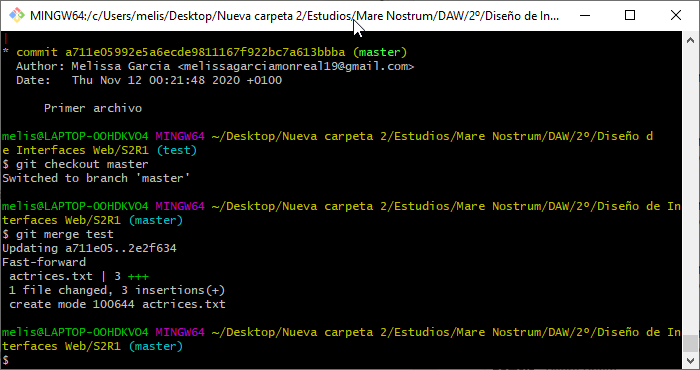 MINGW64:/c/Users/melis/Desktop/Nueva carpeta 2/Estudios/Mare Nostrum/DAW/2º/Diseño de In...
* commit a711e05992e5a6ecde9811167f922bc7a613bbba (master)
Author: Melissa Garcia <melissagarciamonreal19@gmail.com>
Date:   Thu Nov 12 00:21:48 2020 +0100
Primer archivo
melis@LAPTOP-OOHDKVO4 MINGW64 ~/Desktop/Nueva carpeta 2/Estudios/Mare Nostrum/DAW/2º/Diseño d
e Interfaces Web/S2R1 (test)
$ git checkout master
Switched to branch 'master'
melis@LAPTOP-OOHDKVO4 MINGW64 ~/Desktop/Nueva carpeta 2/Estudios/Mare Nostrum/DAW/2º/Diseño de In
terfaces Web/S2R1 (master)
$ git merge test
Updating a711e05..2e2f634
Fast-forward
actrices.txt | 3 +++
1 file changed, 3 insertions(+)
create mode 100644 actrices.txt
melis@LAPTOP-OOHDKVO4 MINGW64 ~/Desktop/Nueva carpeta 2/Estudios/Mare Nostrum/DAW/2º/Diseño de In
terfaces Web/S2R1 (master)
$